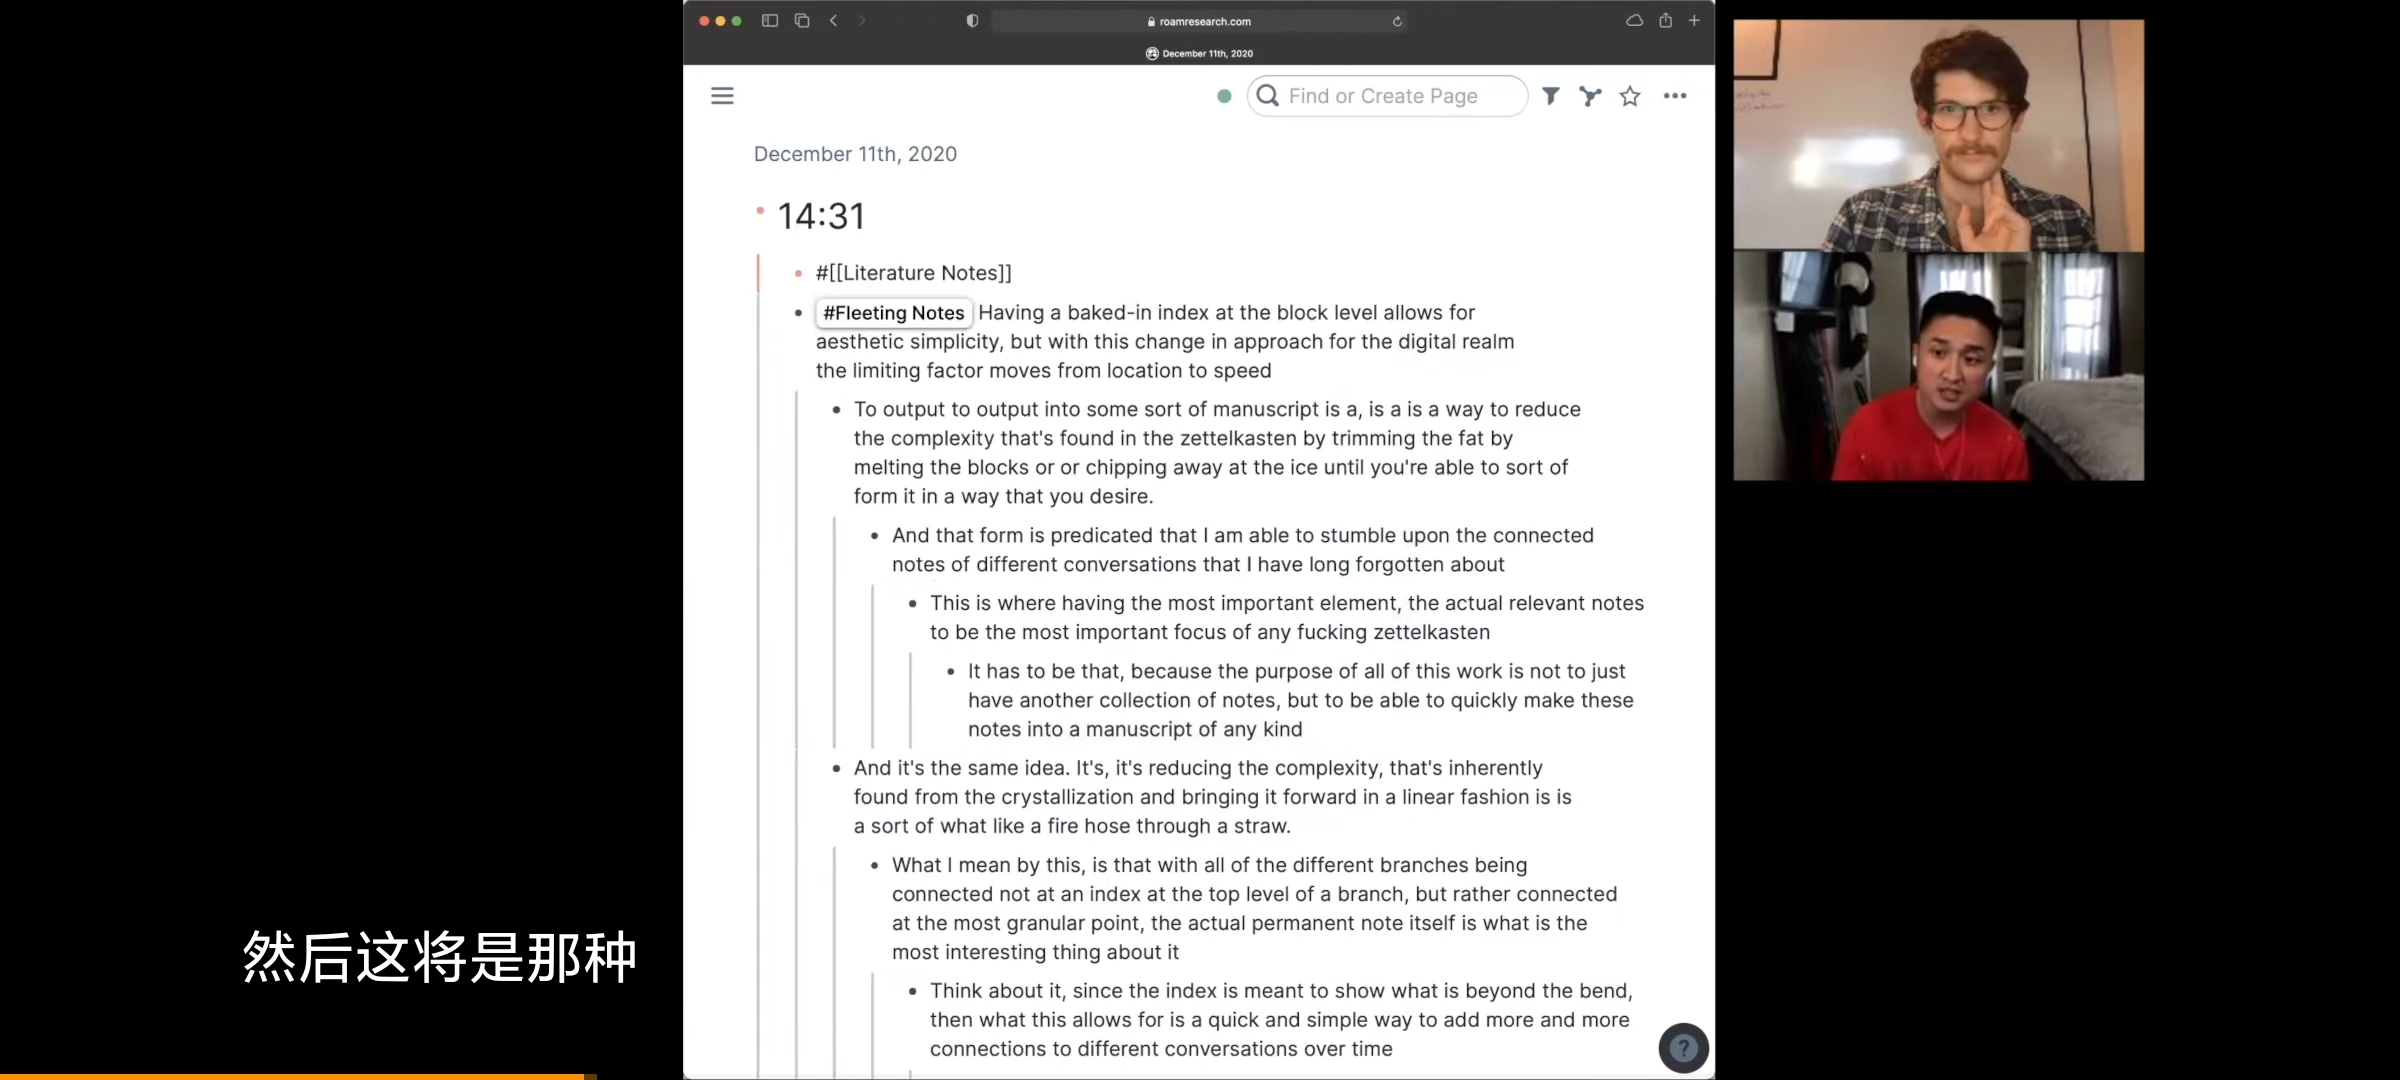 roamresearch.com
December 11th, 2020
Find or Create Page
December 11th, 2020
14:31
#[[Literature Notes]]
#Fleeting Notes Having a baked-in index at the block level allows for
aesthetic simplicity, but with this change in approach for the digital realm
the limiting factor moves from location to speed
To output to output into some sort of manuscript is a, is a is a way to reduce
the complexity that's found in the zettelkasten by trimming the fat by
melting the blocks or or chipping away at the ice until you're able to sort of
form it in a way that you desire.
And that form is predicated that I am able to stumble upon the connected
notes of different conversations that I have long forgotten about
This is where having the most important element, the actual relevant notes
to be the most important focus of any fucking zettelkasten
It has to be that, because the purpose of all of this work is not to just
have another collection of notes, but to be able to quickly make these
notes into a manuscript of any kind
And it's the same idea. It's, it's reducing the complexity, that's inherently
found from the crystallization and bringing it forward in a linear fashion is is
a sort of what like a fire hose through a straw.
What I mean by this, is that with all of the different branches being
connected not at an index at the top level of a branch, but rather connected
at the most granular point, the actual permanent note itself is what is the
most interesting thing about it
Think about it, since the index is meant to show what is beyond the bend,
then what this allows for is a quick and simple way to add more and more
connections to different conversations over time
?
然后这将是那种